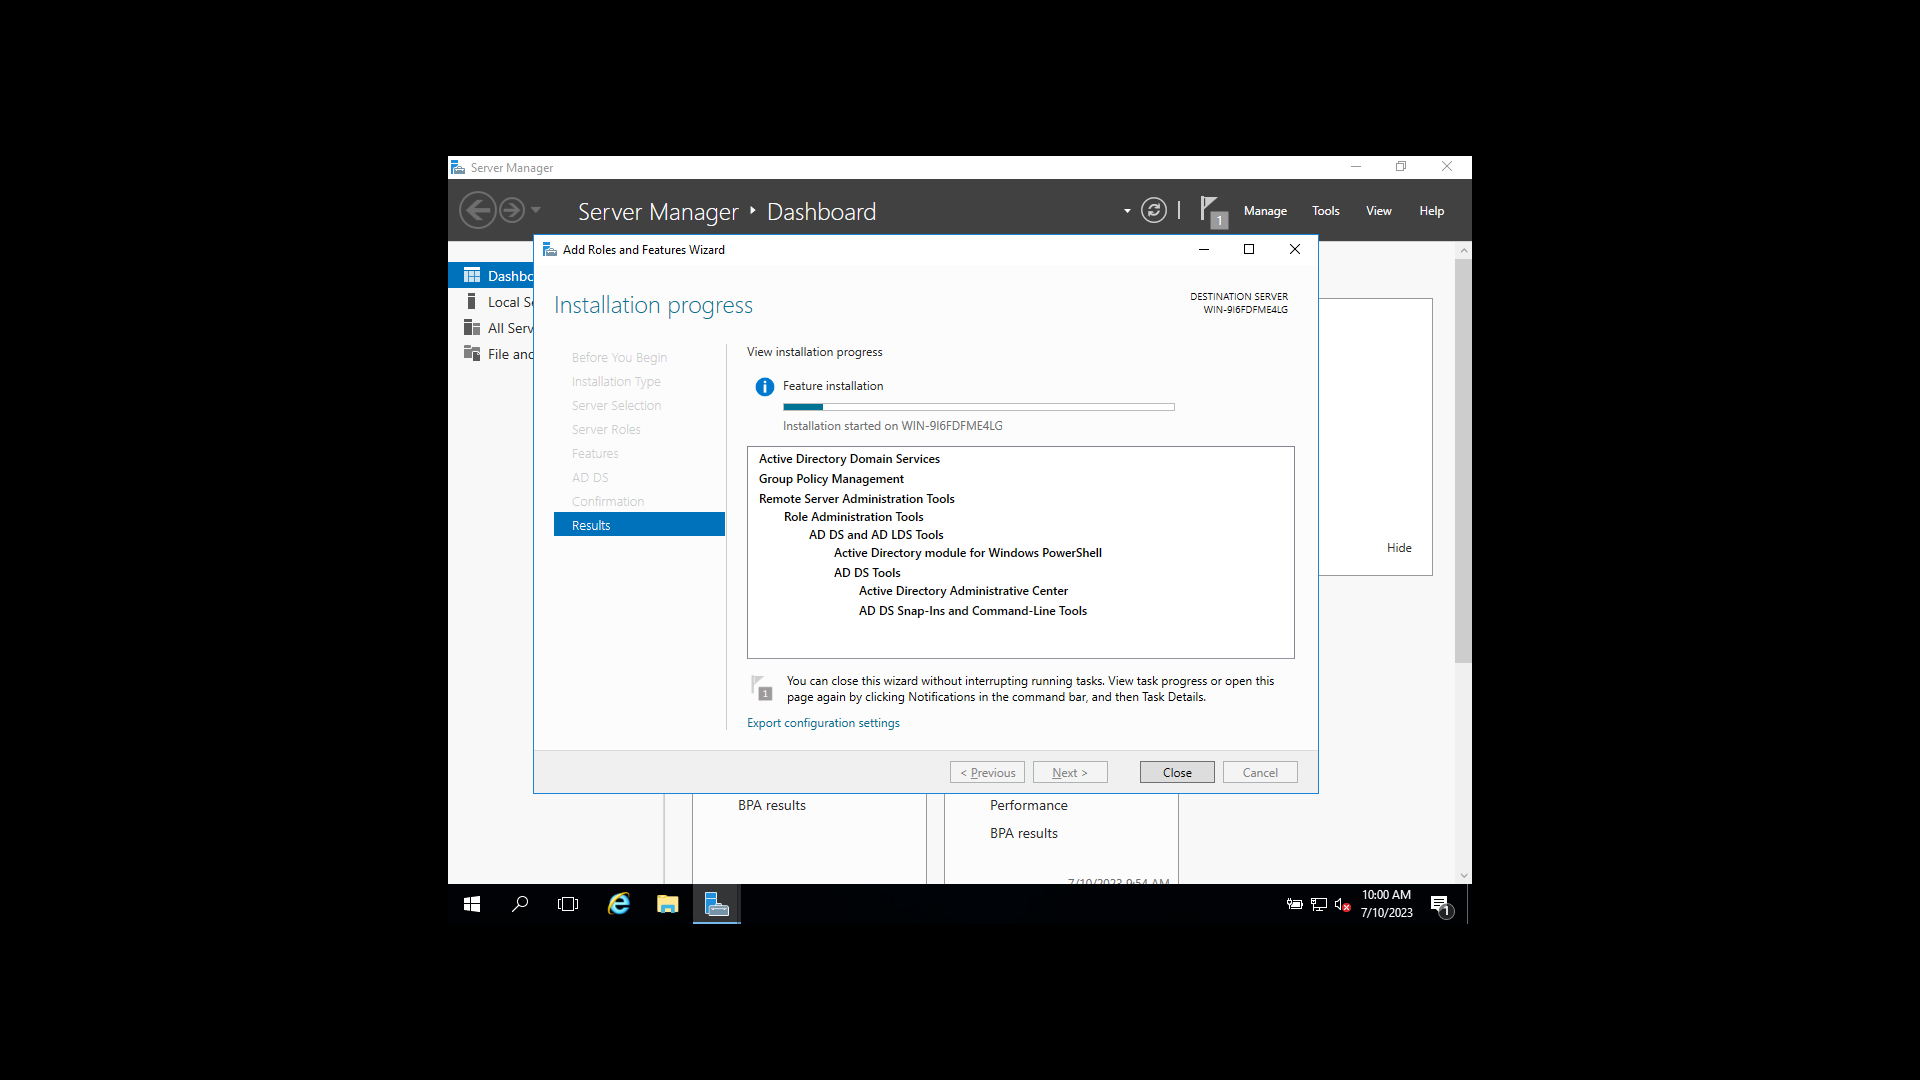 Server Manager
Server Manager ‣ Dashboard
1
Manage
Tools
View
Help
Add Roles and Features Wizard
Dashbo
Local Se
All Serv
File and
Installation progress
DESTINATION SERVER
WIN-9I6FDFME4LG
Before You Begin
Installation Type
Server Selection
Server Roles
Features
AD DS
Confirmation
Results
View installation progress
Feature installation
Installation started on WIN-9I6FDFME4LG
Active Directory Domain Services
Group Policy Management
Remote Server Administration Tools
Role Administration Tools
AD DS and AD LDS Tools
Active Directory module for Windows PowerShell
AD DS Tools
Active Directory Administrative Center
AD DS Snap-Ins and Command-Line Tools
Hide
1
You can close this wizard without interrupting running tasks. View task progress or open this
page again by clicking Notifications in the command bar, and then Task Details.
Export configuration settings
< Previous
Next >
Close
Cancel
BPA results
Performance
BPA results
7/10/2023 9:54 AM
10:00 AM
7/10/2023
1